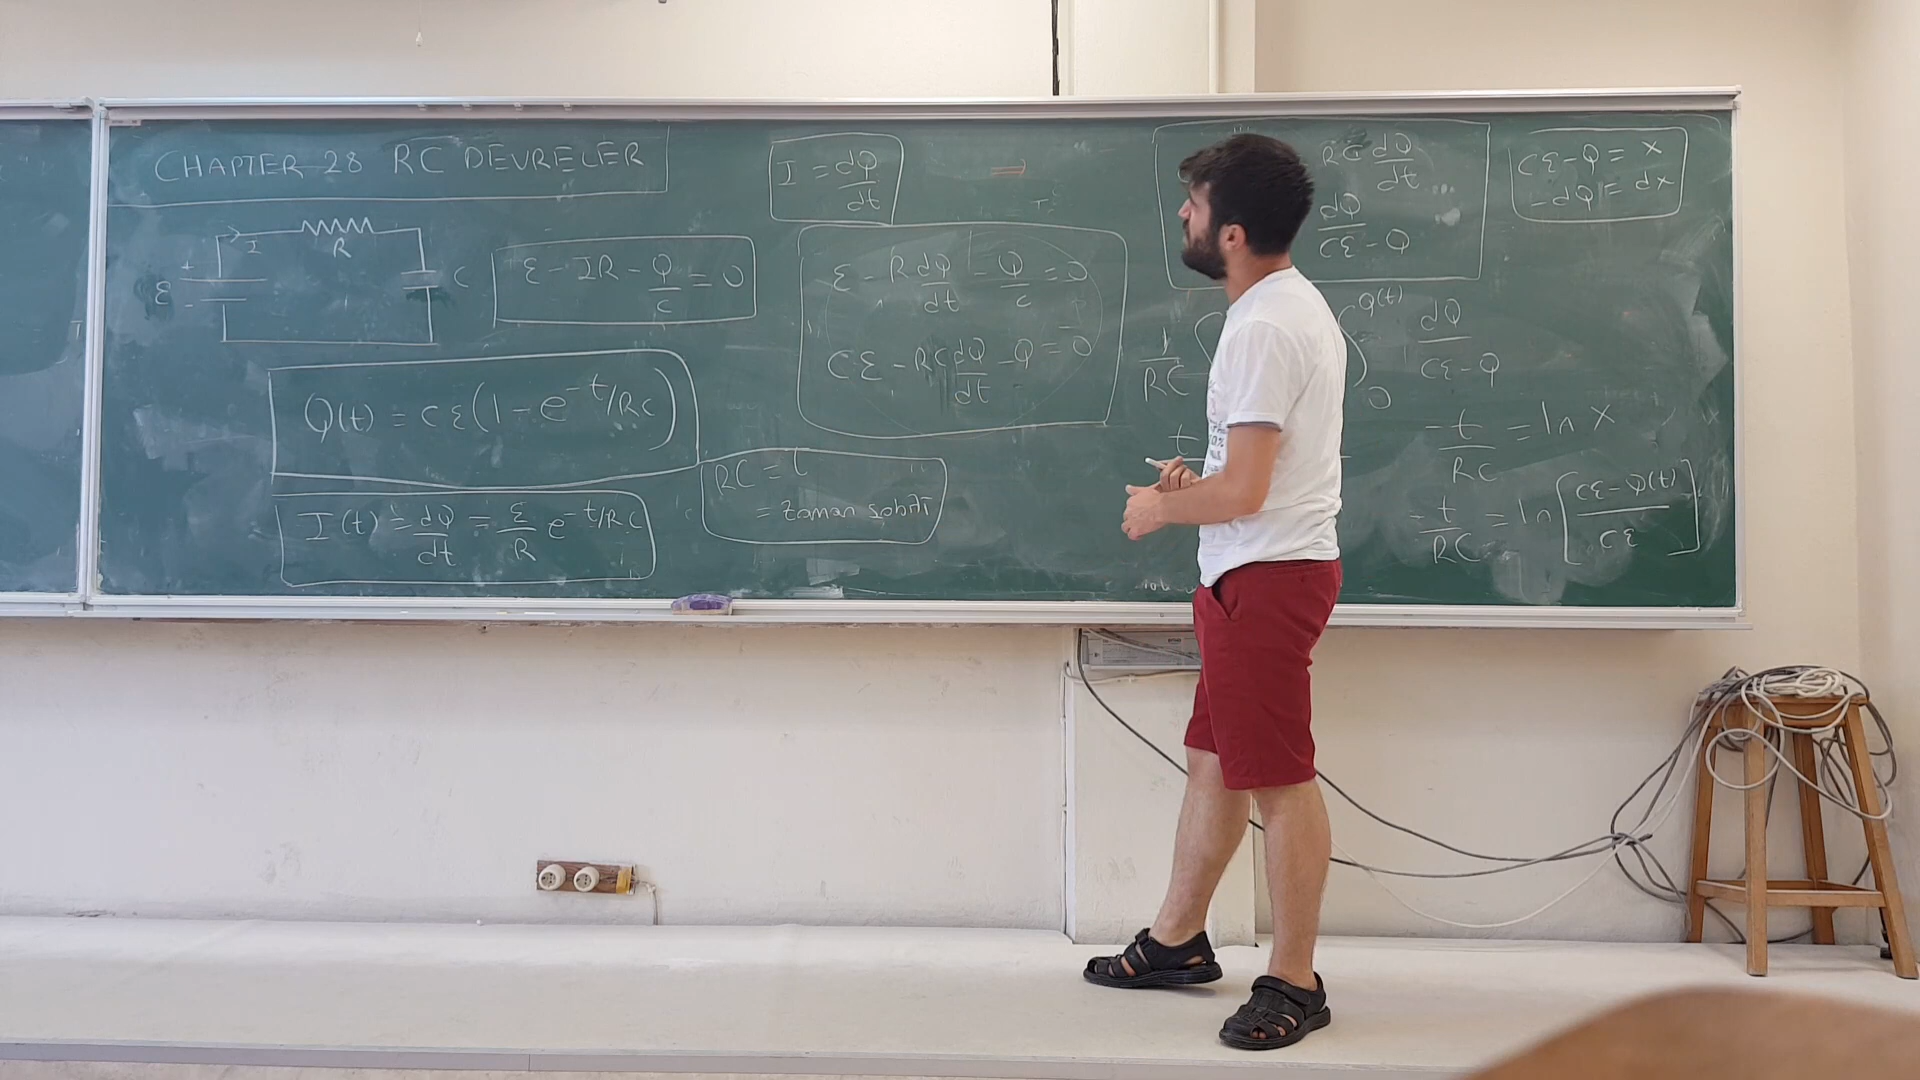 CHAPTER 28 RC DEVRELER
I
R
+
ε
-
C
ε - IR - Q/C = 0
Q(t) = Cε(1 - e^-t/RC)
I(t) = dQ/dt = ε/R e^-t/RC
RC = τ
= Zaman sabiti
I = dQ/dt
⇒
ε - R dQ/dt - Q/C = 0
Cε - RC dQ/dt - Q = 0
RC dQ/dt
dQ/Cε - Q
Cε - Q = x
- dQ = dx
1/RC ∫
∫ Q(t) 0 dQ/Cε - Q
t
- t/RC = ln x
- t/RC = ln [Cε - Q(t)/Cε]